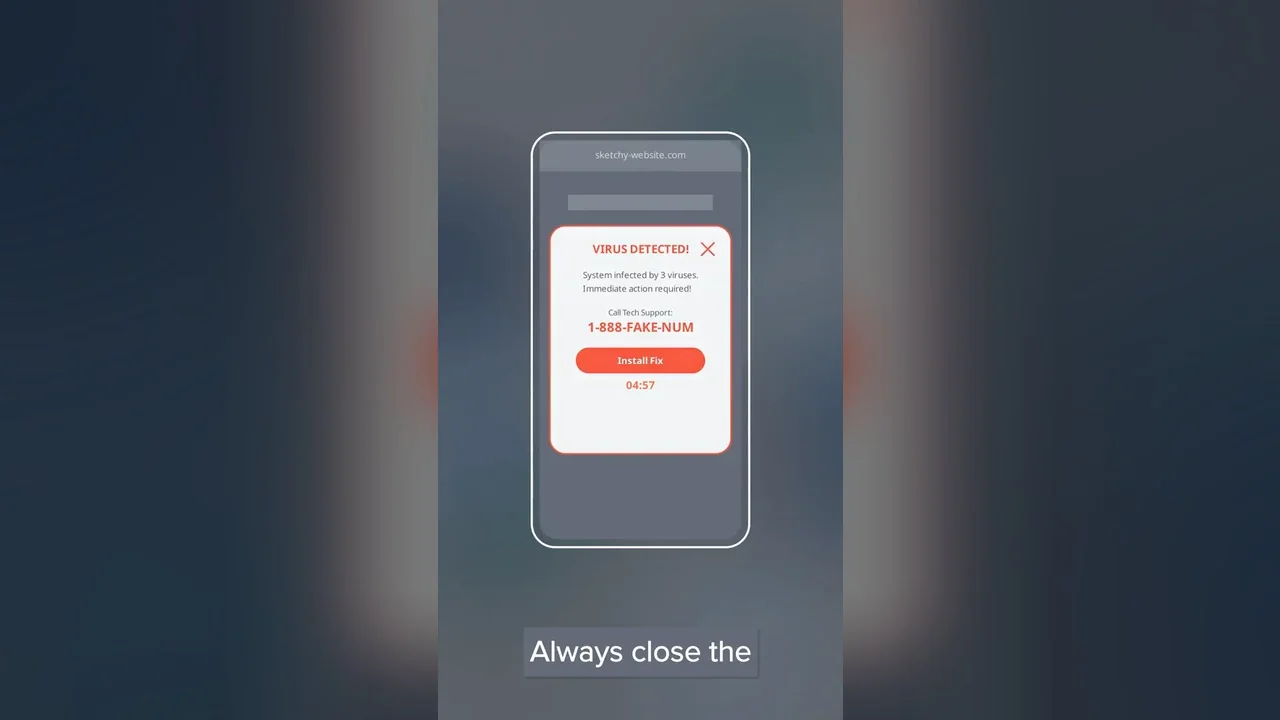 sketchy-website.com
VIRUS DETECTED!
System infected by 3 viruses.
Immediate action required!
Call Tech Support:
1-888-FAKE-NUM
Install Fix
04:57
Always close the